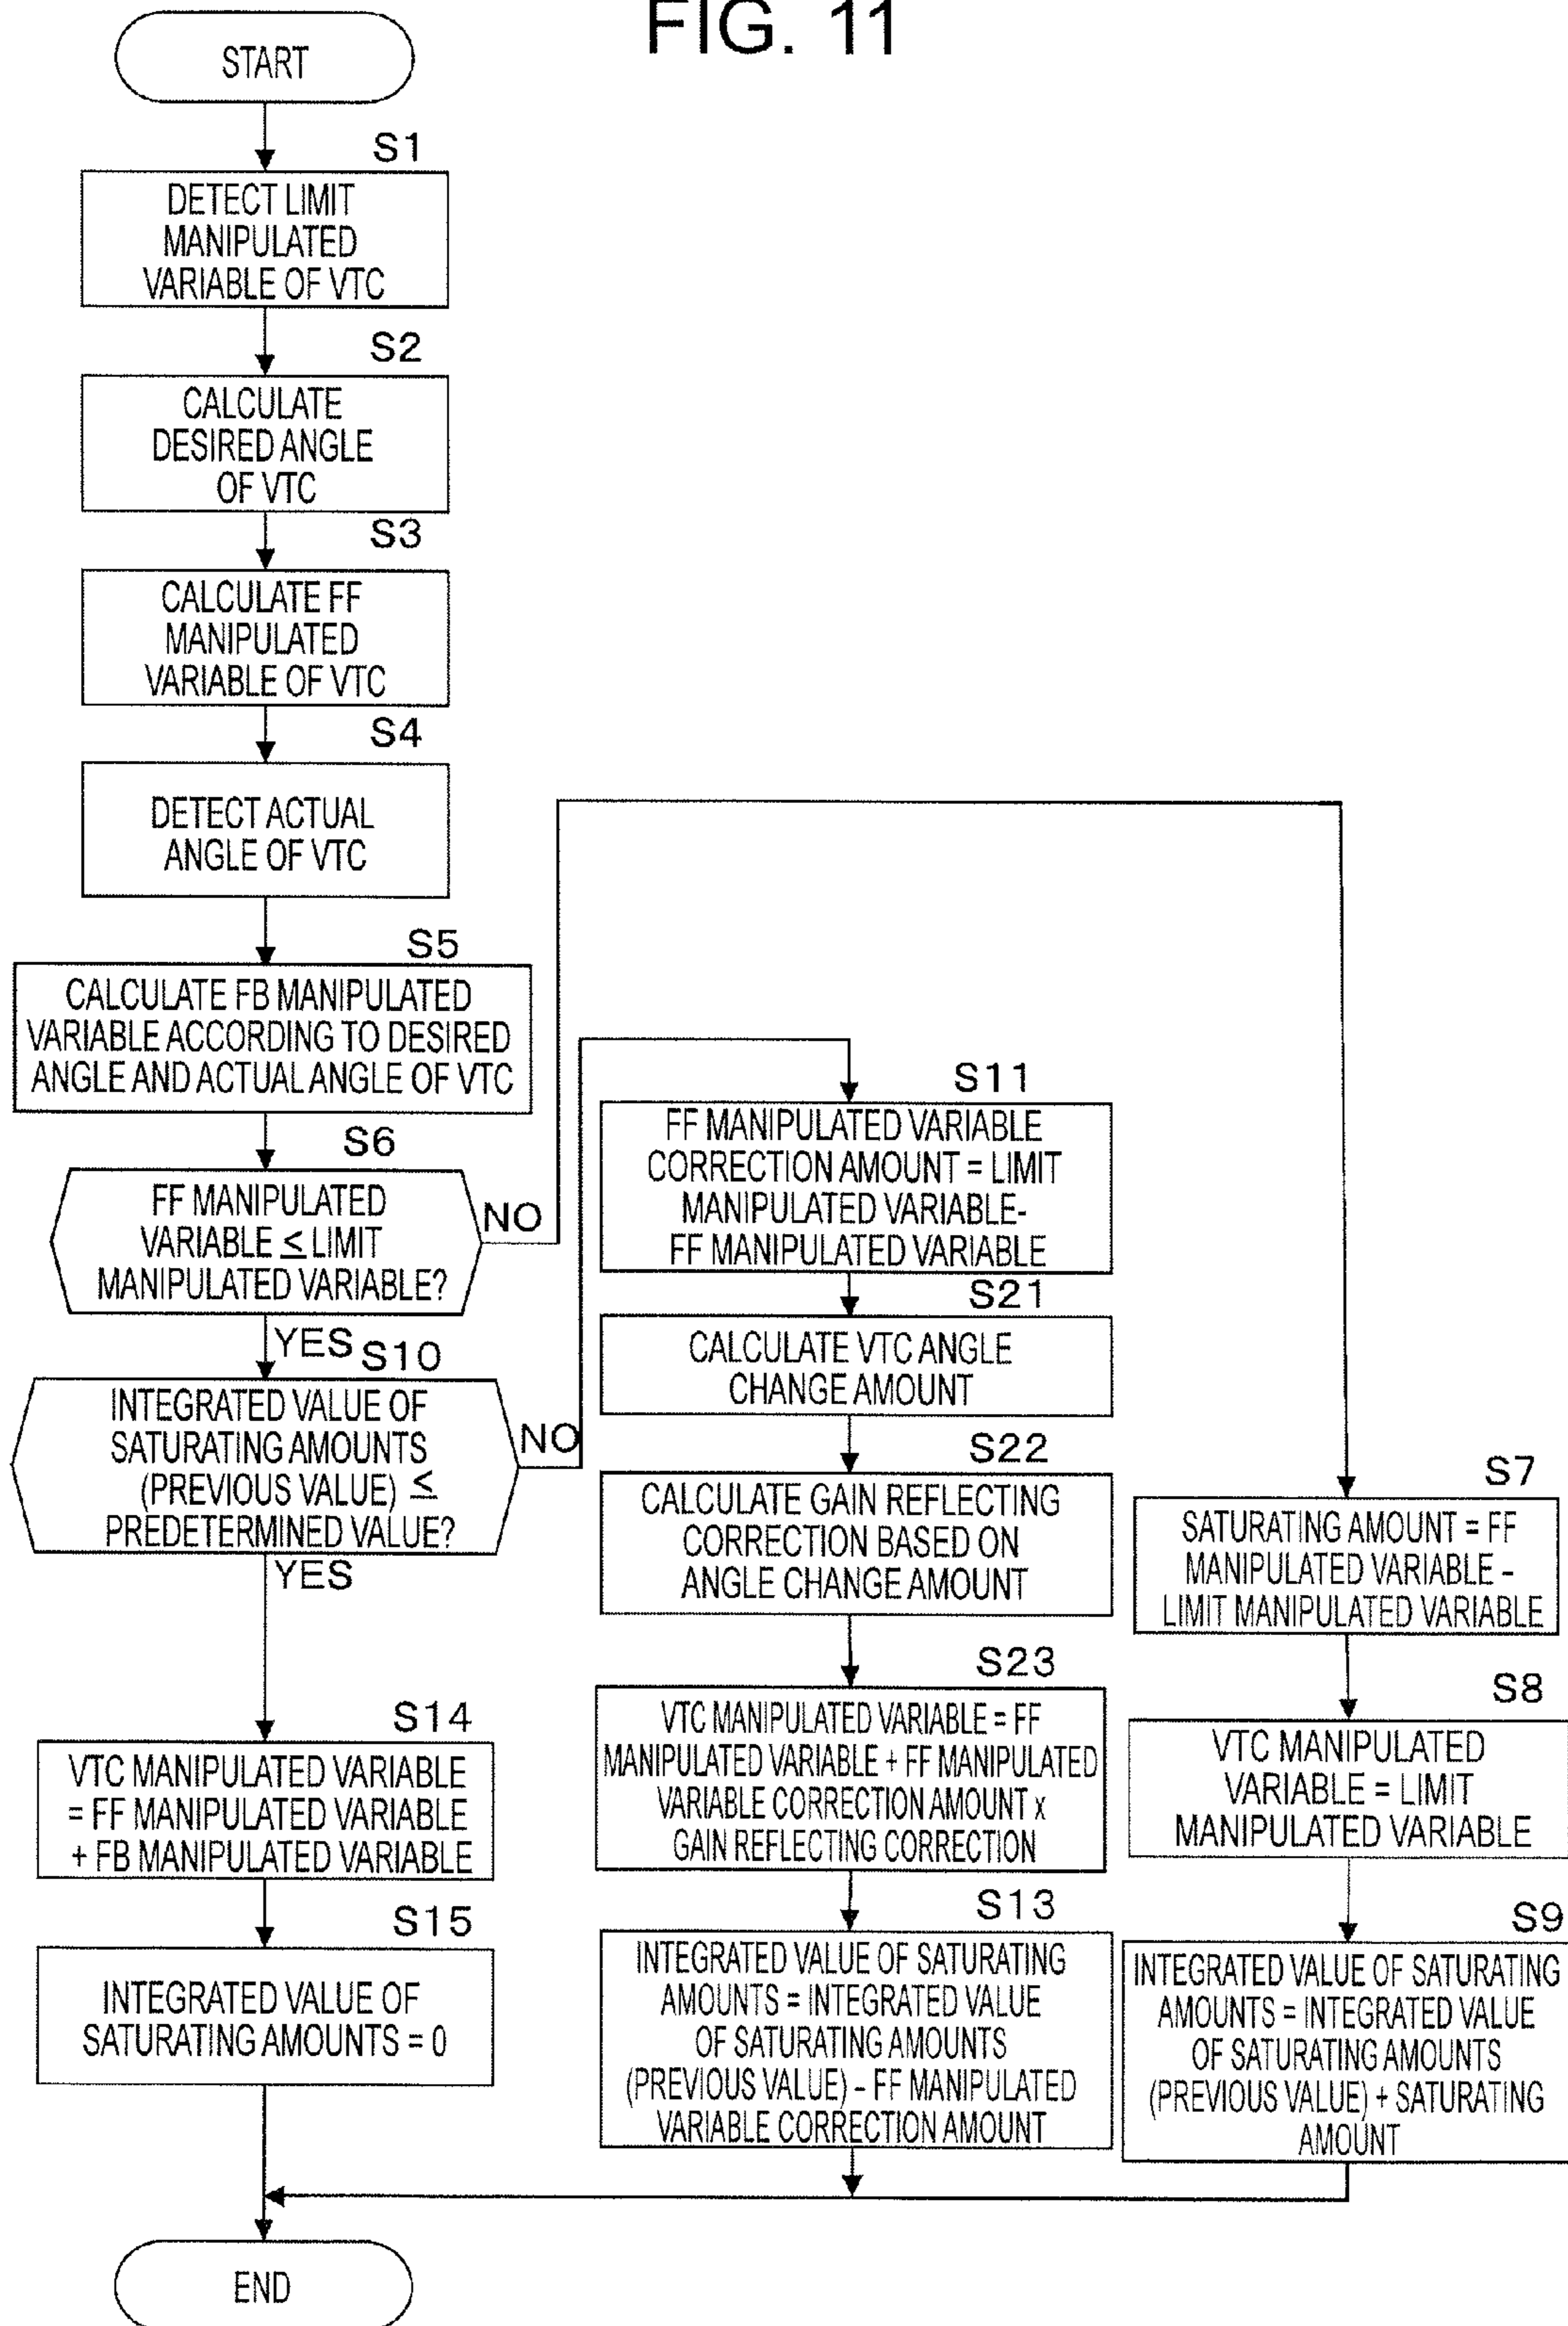 FIG. 11
START
S1
DETECT LIMIT
MANIPULATED
VARIABLE OF VTC
S2
CALCULATE
DESIRED ANGLE
OF VTC
S3
CALCULATE FF
MANIPULATED
VARIABLE OF VTC
S4
DETECT ACTUAL
ANGLE OF VTC
S5
CALCULATE FB MANIPULATED
VARIABLE ACCORDING TO DESIRED
ANGLE AND ACTUAL ANGLE OF VTC
S6
FF MANIPULATED
VARIABLE ≤ LIMIT
MANIPULATED VARIABLE?
NO
YES
S10
INTEGRATED VALUE OF
SATURATING AMOUNTS
(PREVIOUS VALUE) ≤
PREDETERMINED VALUE?
NO
YES
S14
VTC MANIPULATED VARIABLE
= FF MANIPULATED VARIABLE
+ FB MANIPULATED VARIABLE
S15
INTEGRATED VALUE OF
SATURATING AMOUNTS = 0
END
S11
FF MANIPULATED VARIABLE
CORRECTION AMOUNT = LIMIT
MANIPULATED VARIABLE-
FF MANIPULATED VARIABLE
S21
CALCULATE VTC ANGLE
CHANGE AMOUNT
S22
CALCULATE GAIN REFLECTING
CORRECTION BASED ON
ANGLE CHANGE AMOUNT
S23
VTC MANIPULATED VARIABLE = FF
MANIPULATED VARIABLE + FF MANIPULATED
VARIABLE CORRECTION AMOUNT x
GAIN REFLECTING CORRECTION
S13
INTEGRATED VALUE OF SATURATING
AMOUNTS = INTEGRATED VALUE
OF SATURATING AMOUNTS
(PREVIOUS VALUE) - FF MANIPULATED
VARIABLE CORRECTION AMOUNT
S7
SATURATING AMOUNT = FF
MANIPULATED VARIABLE -
LIMIT MANIPULATED VARIABLE
S8
VTC MANIPULATED
VARIABLE = LIMIT
MANIPULATED VARIABLE
S9
INTEGRATED VALUE OF SATURATING
AMOUNTS = INTEGRATED VALUE
OF SATURATING AMOUNTS
(PREVIOUS VALUE) + SATURATING
AMOUNT